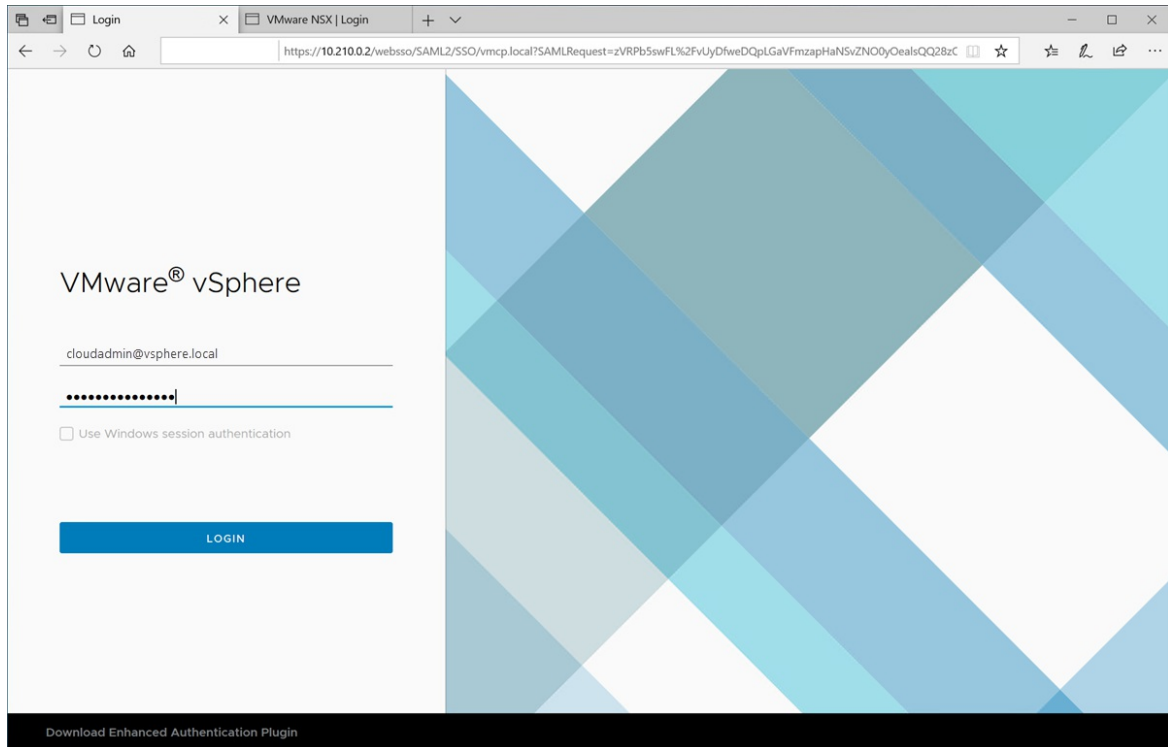 Login
VMware NSX | Login
https://10.210.0.2/websso/SAML2/SSO/vmcp.local?SAMLRequest=zVRPb5swFL%2FvUyDfweDQpLGaVFmzapHaNSvZNO0yOealsQQ28zC
VMware® vSphere
cloudadmin@vsphere.local
•••••••••••••••
Use Windows session authentication
LOGIN
Download Enhanced Authentication Plugin